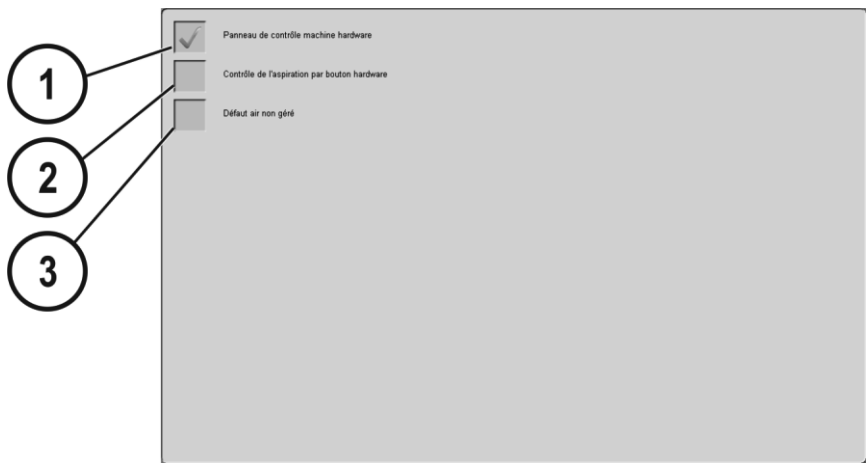 1
Panneau de contrôle machine hardware
2
Contrôle de l'aspiration par bouton hardware
3
Défaut air non géré